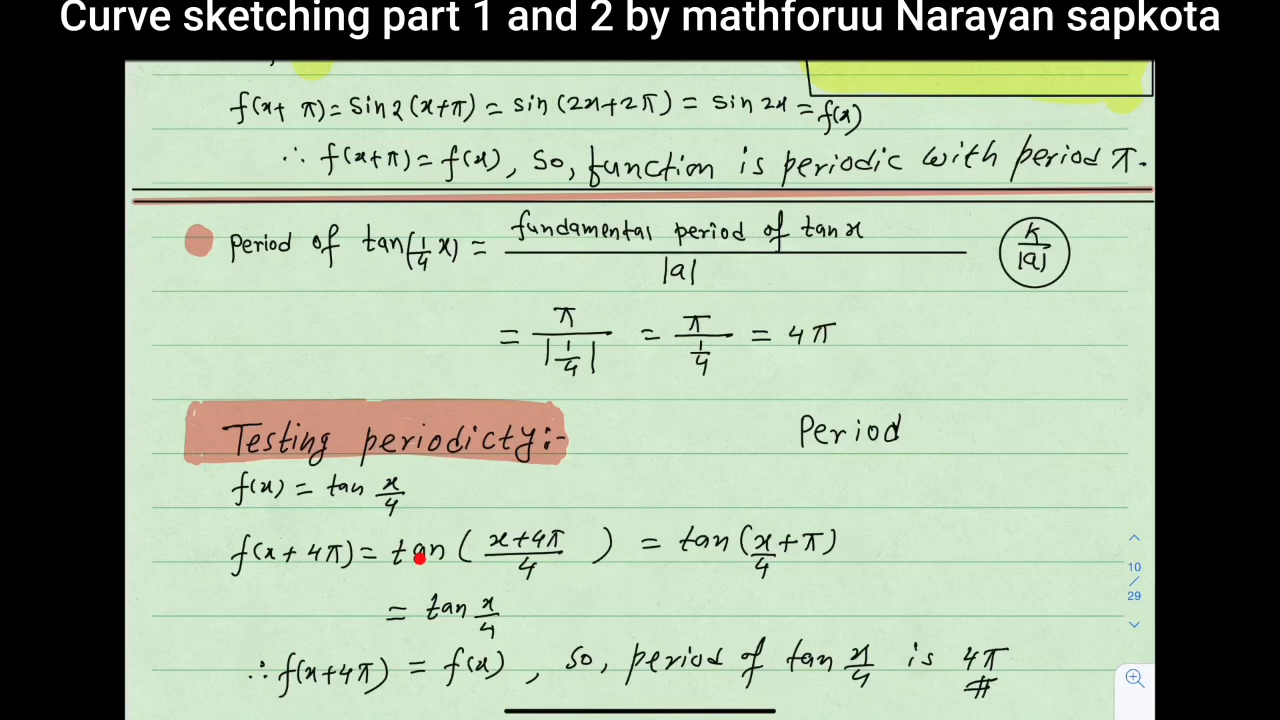 Curve sketching part 1 and 2 by mathforuu Narayan sapkota
f(x+ π) = sin2(x+π) = sin(2x+2π) = sin 2x = f(x)
∴ f(x+π) = f(x), So, function is periodic with period π.
Period of tan(1/4 x) = fundamental period of tan x / |a|
K/|a|
= π/|1/4| = π/(1/4) = 4π
Testing periodicty:-
Period
f(x) = tan x/4
f(x+4π) = tan( (x+4π)/4 ) = tan(x/4 + π)
= tan x/4
∴ f(x+4π) = f(x), So, period of tan x/4 is 4π
10
/
29